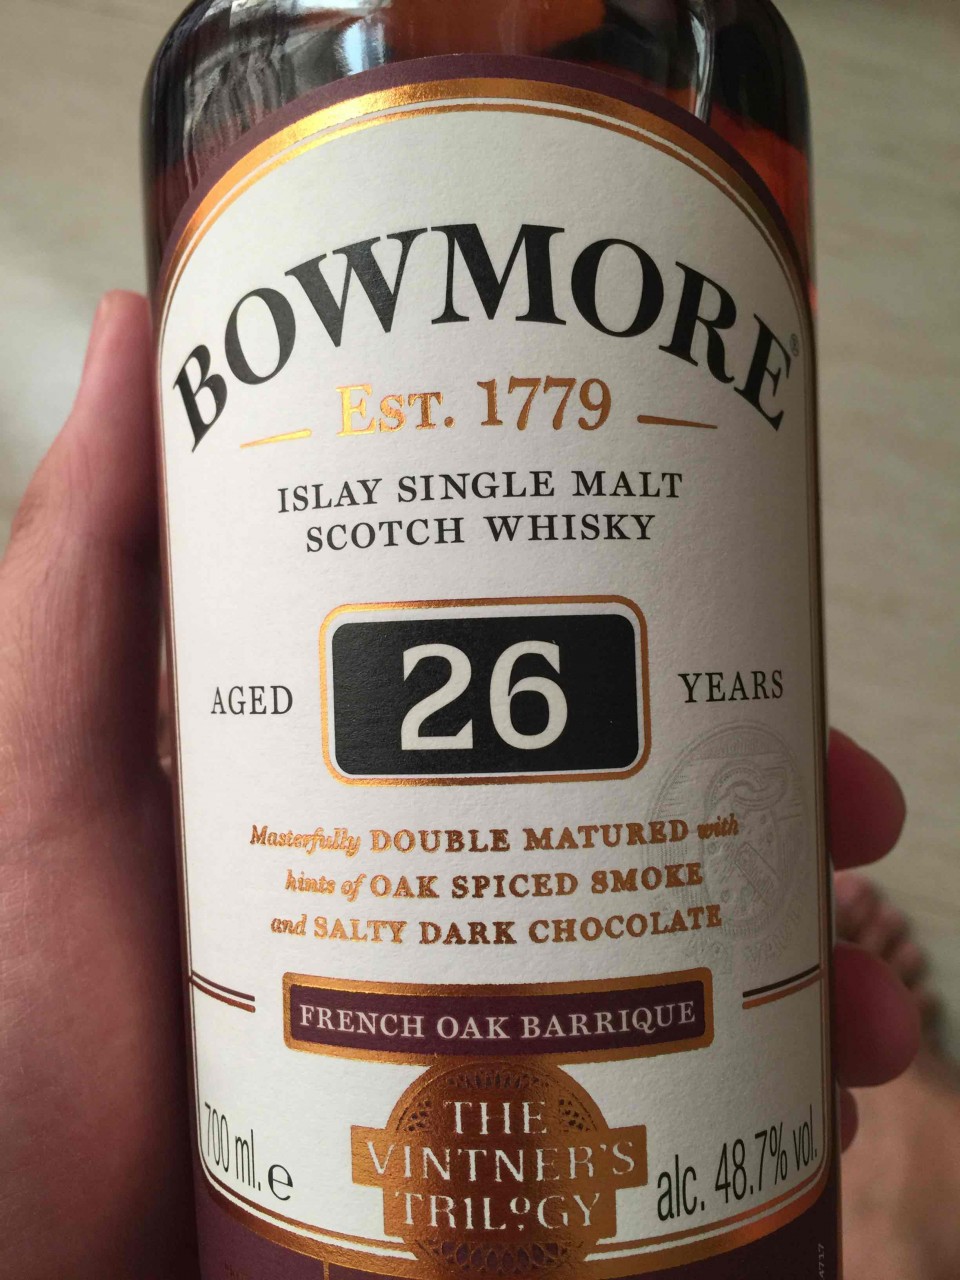 BOWMORE®
EST. 1779
ISLAY SINGLE MALT
SCOTCH WHISKY
AGED 26 YEARS
Masterfully DOUBLE MATURED with
hints of OAK SPICED SMOKE
and SALTY DARK CHOCOLATE
FRENCH OAK BARRIQUE
THE
VINTNER'S
TRILOGY
700 ml. e
alc. 48.7% vol.